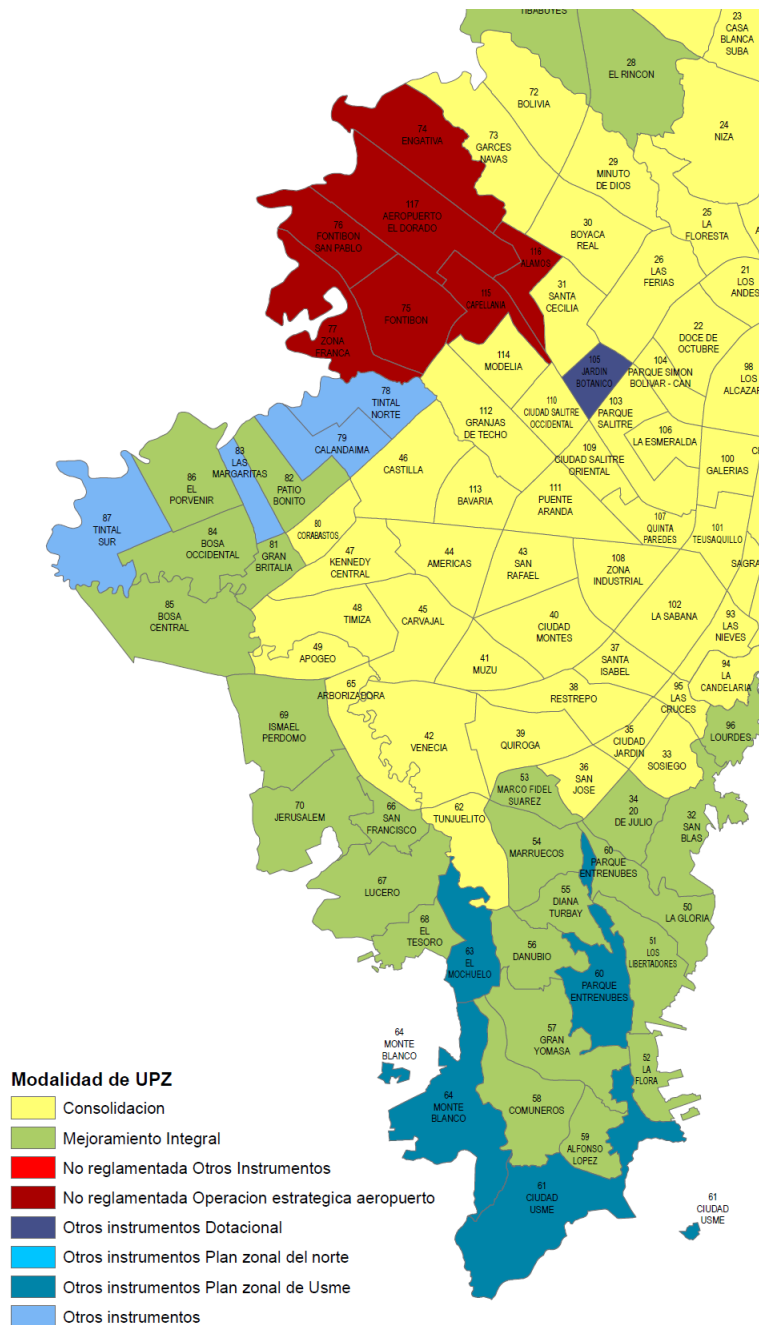 TIBABUYES
23
CASA
BLANCA
SUBA
28
EL RINCON
72
BOLIVIA
24
NIZA
74
ENGATIVA
73
GARCES
NAVAS
29
MINUTO
DE DIOS
117
AEROPUERTO
EL DORADO
76
FONTIBON
SAN PABLO
30
BOYACA
REAL
25
LA
FLORESTA
116
ALAMOS
26
LAS
FERIAS
21
LOS
ANDES
31
SANTA
CECILIA
115
CAPELLANIA
75
FONTIBON
77
ZONA
FRANCA
22
DOCE DE
OCTUBRE
114
MODELIA
105
JARDIN
BOTANICO
104
PARQUE SIMON
BOLIVAR - CAN
98
LOS
ALCAZAR
78
TINTAL
NORTE
110
CIUDAD SALITRE
OCCIDENTAL
103
PARQUE
SALITRE
112
GRANJAS
DE TECHO
106
LA ESMERALDA
79
CALANDAIMA
83
LAS
MARGARITAS
46
CASTILLA
109
CIUDAD SALITRE
ORIENTAL
100
GALERIAS
86
EL
PORVENIR
82
PATIO
BONITO
113
BAVARIA
111
PUENTE
ARANDA
87
TINTAL
SUR
84
BOSA
OCCIDENTAL
80
CORABASTOS
107
QUINTA
PAREDES
101
TEUSAQUILLO
81
GRAN
BRITALIA
47
KENNEDY
CENTRAL
44
AMERICAS
43
SAN
RAFAEL
108
ZONA
INDUSTRIAL
SAGRA
85
BOSA
CENTRAL
48
TIMIZA
45
CARVAJAL
40
CIUDAD
MONTES
102
LA SABANA
93
LAS
NIEVES
49
APOGEO
41
MUZU
37
SANTA
ISABEL
94
LA
CANDELARIA
65
ARBORIZADORA
38
RESTREPO
95
LAS
CRUCES
69
ISMAEL
PERDOMO
42
VENECIA
39
QUIROGA
35
CIUDAD
JARDIN
33
SOSIEGO
96
LOURDES
36
SAN
JOSE
53
MARCO FIDEL
SUAREZ
70
JERUSALEM
66
SAN
FRANCISCO
62
TUNJUELITO
34
20
DE JULIO
32
SAN
BLAS
54
MARRUECOS
60
PARQUE
ENTRENUBES
67
LUCERO
55
DIANA
TURBAY
50
LA GLORIA
68
EL
TESORO
56
DANUBIO
51
LOS
LIBERTADORES
63
EL
MOCHUELO
60
PARQUE
ENTRENUBES
64
MONTE
BLANCO
57
GRAN
YOMASA
52
LA
FLORA
64
MONTE
BLANCO
58
COMUNEROS
59
ALFONSO
LOPEZ
61
CIUDAD
USME
61
CIUDAD
USME
Modalidad de UPZ
Consolidacion
Mejoramiento Integral
No reglamentada Otros Instrumentos
No reglamentada Operacion estrategica aeropuerto
Otros instrumentos Dotacional
Otros instrumentos Plan zonal del norte
Otros instrumentos Plan zonal de Usme
Otros instrumentos